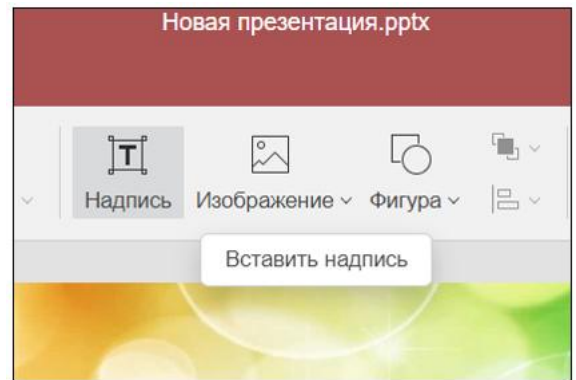 Новая презентация.pptx
Надпись Изображение Фигура
Вставить надпись